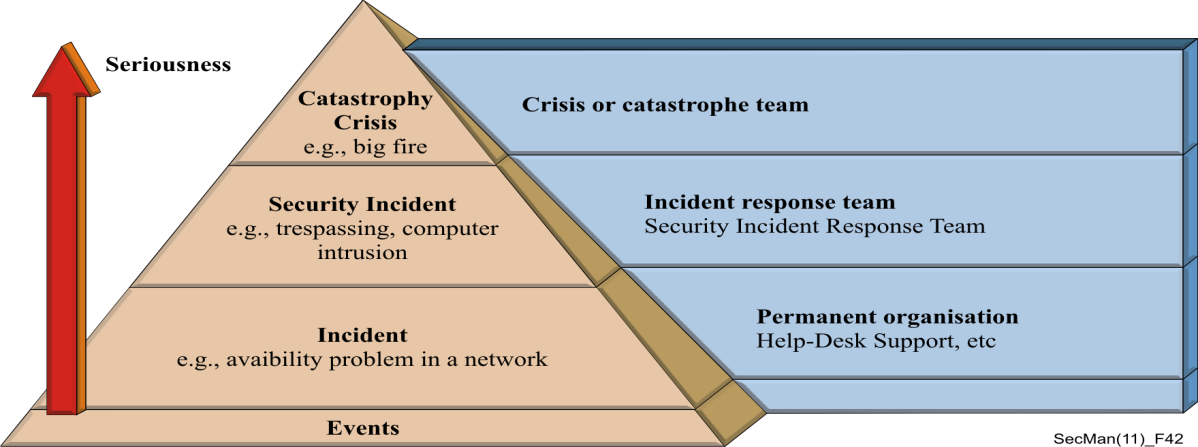 Seriousness
Catastrophy
Crisis
e.g., big fire
Crisis or catastrophe team
Security Incident
e.g., trespassing, computer
intrusion
Incident response team
Security Incident Response Team
Incident
e.g., avaibility problem in a network
Permanent organisation
Help-Desk Support, etc
Events
SecMan(11)_F42